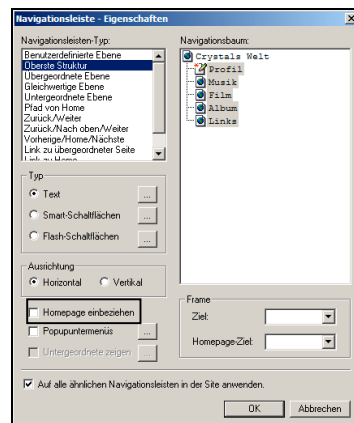 Navigationsleiste - Eigenschaften
Navigationsleisten-Typ:
Benutzerdefinierte Ebene
Oberste Struktur
Übergeordnete Ebene
Gleichwertige Ebene
Untergeordnete Ebene
Pfad von Home
Zurück/Weiter
Zurück/Nach oben/Weiter
Vorherige/Home/Nächste
Link zu übergeordneter Seite
Link zu Home
Navigationsbaum:
Crystals Welt
Profil
Musik
Film
Album
Links
Typ
Text ...
Smart-Schaltflächen ...
Flash-Schaltflächen ...
Ausrichtung
Horizontal Vertikal
Homepage einbeziehen
Popupuntermenüs ...
Untergeordnete zeigen ...
Frame
Ziel:
Homepage-Ziel:
Auf alle ähnlichen Navigationsleisten in der Site anwenden.
OK Abbrechen